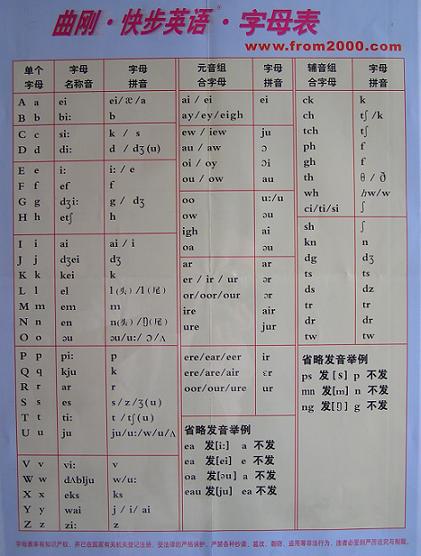 曲刚·快步英语®·字母表
www.from2000.com
单个字母 字母名称音 字母拼音
A a ei ei/æ/a
B b bi: b
C c si: k / s
D d di: d / dʒ(u)
E e i: i: / e
F f ef f
G g dʒi: g / dʒ
H h etʃ h
I i ai ai / i
J j dʒei dʒ
K k kei k
L l el l(头)/l(尾)
M m em m
N n en n(头)/ŋ(尾)
O o əu əu/u:/ɔ/ʌ
P p pi: p
Q q kju k
R r ar r
S s es s/z/ʒ(u)
T t ti: t / tʃ(u)
U u ju ju/u:/w/u/ʌ
V v vi: v
W w dʌblju w/u:
X x eks ks
Y y wai j / i / ai
Z z zi: z
元音组合字母 字母拼音
ai / ei ei
ay/ey/eigh
ew / iew ju
au / aw ɔ
oi / oy ɔi
ou / ow au
oo u:/u
ow əu
igh ai
oa əu
ar ar
er / ir / ur ər
or/oor/our ɔr
ire air
ure jur
ere/ear/eer ir
ere/are/air ɛr
oor/our/ure ur
省略发音举例
ea 发[i:] a 不发
ea 发[ei] e 不发
oa 发[əu] a 不发
eau 发[ju] ea 不发
辅音组合字母 字母拼音
ck k
ch tʃ/k
tch tʃ
ph f
gh f
th θ / ð
wh hw/w
ci/ti/si ʃ
sh ʃ
kn n
dg dʒ
ts ts
ds dz
tr tr
dr dr
tw tw
省略发音举例
ps 发[s] p 不发
mn 发[m] n 不发
ng 发[ŋ] g 不发